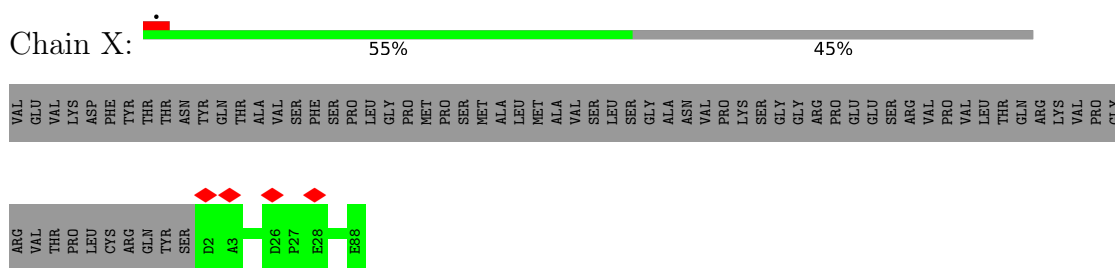 Chain X:
55% 45%
VAL GLU VAL LYS ASP PHE TYR THR THR ASN TYR GLN THR ALA VAL SER PHE SER PRO LEU GLY PRO MET PRO SER MET ALA LEU MET ALA VAL SER LEU SER GLY ALA ASN VAL PRO LYS SER GLY GLY ARG PRO GLU GLU SER ARG VAL PRO VAL LEU THR GLN ARG LYS VAL PRO GLY
ARG VAL THR PRO LEU CYS ARG GLN TYR SER D2 A3 D26 P27 E28 E88